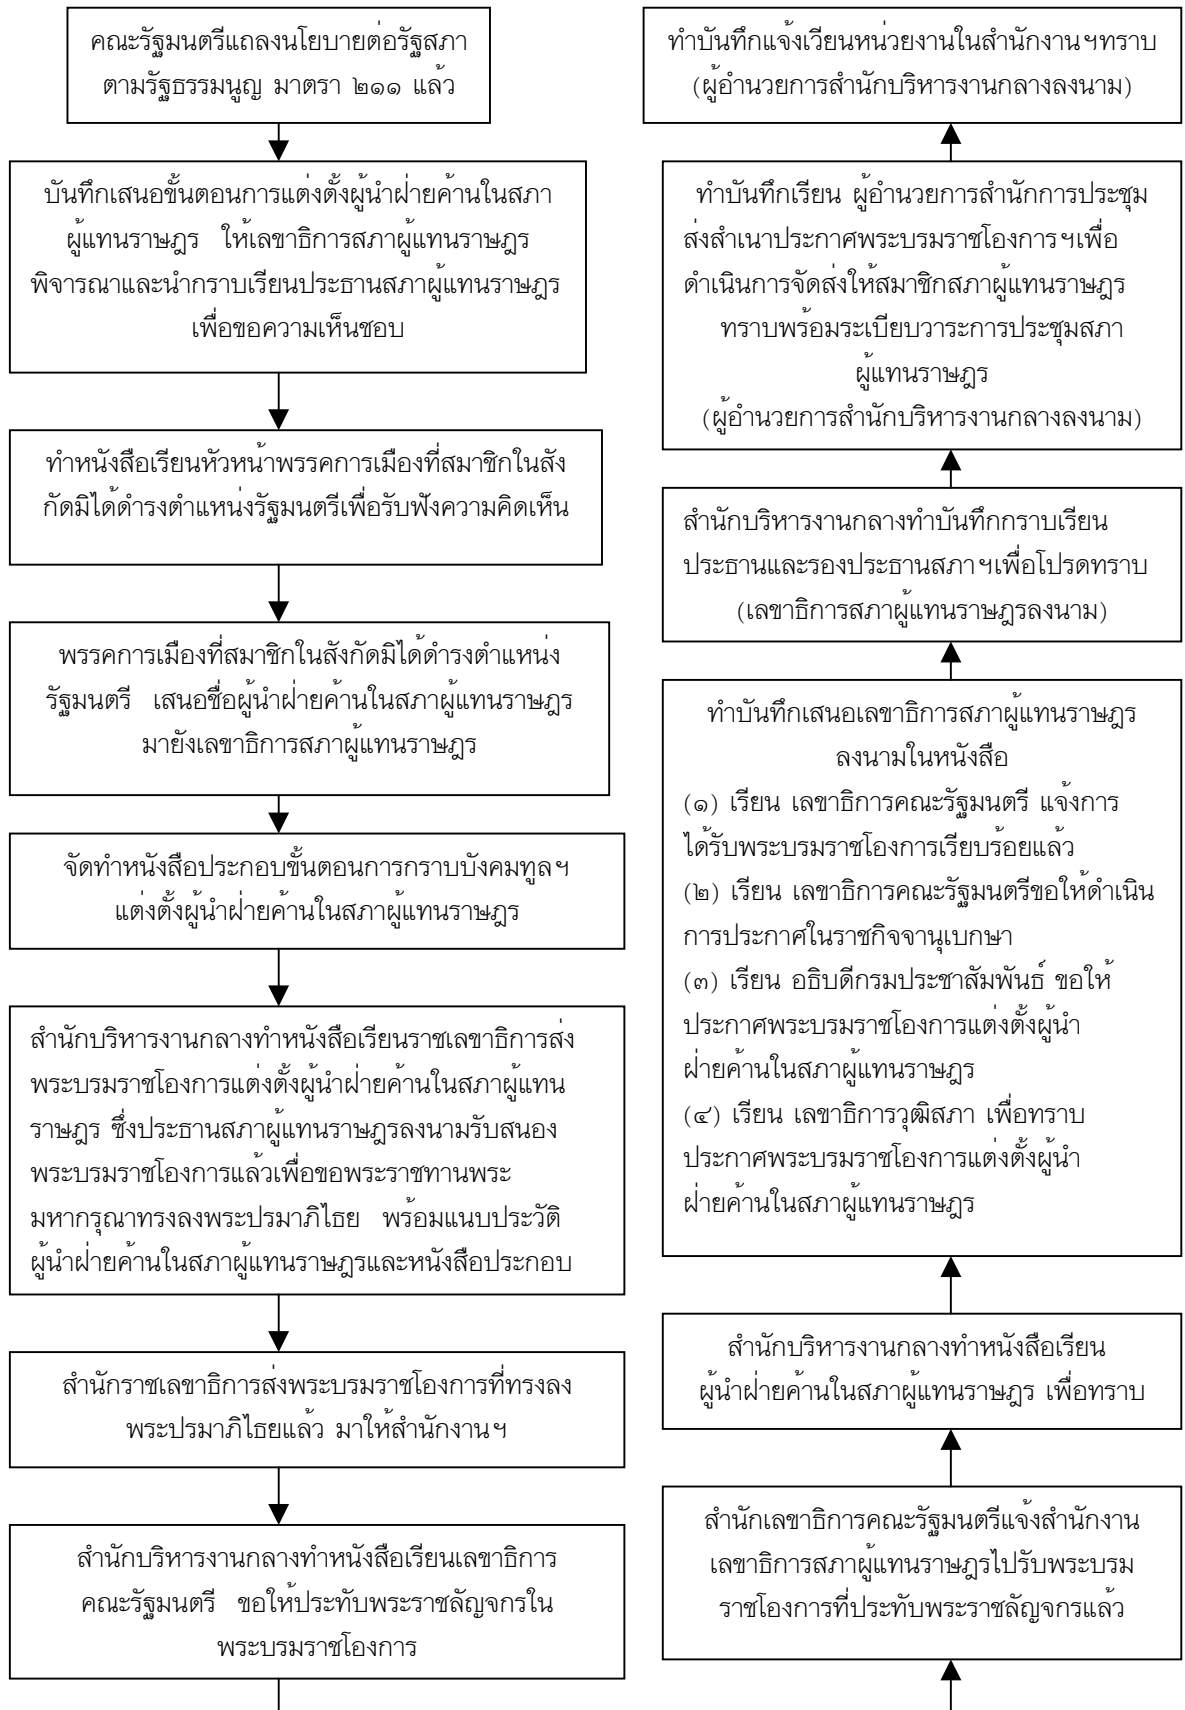 คณะรัฐมนตรีแถลงนโยบายต่อรัฐสภา
ตามรัฐธรรมนูญ มาตรา ๒๑๑ แล้ว
บันทึกเสนอขั้นตอนการแต่งตั้งผู้นำฝ่ายค้านในสภา
ผู้แทนราษฎร ให้เลขาธิการสภาผู้แทนราษฎร
พิจารณาและนำกราบเรียนประธานสภาผู้แทนราษฎร
เพื่อขอความเห็นชอบ
ทำหนังสือเรียนหัวหน้าพรรคการเมืองที่สมาชิกในสัง
กัดมิได้ดำรงตำแหน่งรัฐมนตรีเพื่อรับฟังความคิดเห็น
พรรคการเมืองที่สมาชิกในสังกัดมิได้ดำรงตำแหน่ง
รัฐมนตรี เสนอชื่อผู้นำฝ่ายค้านในสภาผู้แทนราษฎร
มายังเลขาธิการสภาผู้แทนราษฎร
จัดทำหนังสือประกอบขั้นตอนการกราบบังคมทูลฯ
แต่งตั้งผู้นำฝ่ายค้านในสภาผู้แทนราษฎร
สำนักบริหารงานกลางทำหนังสือเรียนราชเลขาธิการส่ง
พระบรมราชโองการแต่งตั้งผู้นำฝ่ายค้านในสภาผู้แทน
ราษฎร ซึ่งประธานสภาผู้แทนราษฎรลงนามรับสนอง
พระบรมราชโองการแล้วเพื่อขอพระราชทานพระ
มหากรุณาทรงลงพระปรมาภิไธย พร้อมแนบประวัติ
ผู้นำฝ่ายค้านในสภาผู้แทนราษฎรและหนังสือประกอบ
สำนักราชเลขาธิการส่งพระบรมราชโองการที่ทรงลง
พระปรมาภิไธยแล้ว มาให้สำนักงานฯ
สำนักบริหารงานกลางทำหนังสือเรียนเลขาธิการ
คณะรัฐมนตรี ขอให้ประทับพระราชลัญจกรใน
พระบรมราชโองการ
ทำบันทึกแจ้งเวียนหน่วยงานในสำนักงานฯทราบ
(ผู้อำนวยการสำนักบริหารงานกลางลงนาม)
ทำบันทึกเรียน ผู้อำนวยการสำนักการประชุม
ส่งสำเนาประกาศพระบรมราชโองการฯเพื่อ
ดำเนินการจัดส่งให้สมาชิกสภาผู้แทนราษฎร
ทราบพร้อมระเบียบวาระการประชุมสภา
ผู้แทนราษฎร
(ผู้อำนวยการสำนักบริหารงานกลางลงนาม)
สำนักบริหารงานกลางทำบันทึกกราบเรียน
ประธานและรองประธานสภาฯเพื่อโปรดทราบ
(เลขาธิการสภาผู้แทนราษฎรลงนาม)
ทำบันทึกเสนอเลขาธิการสภาผู้แทนราษฎร
ลงนามในหนังสือ
(๑) เรียน เลขาธิการคณะรัฐมนตรี แจ้งการ
ได้รับพระบรมราชโองการเรียบร้อยแล้ว
(๒) เรียน เลขาธิการคณะรัฐมนตรีขอให้ดำเนิน
การประกาศในราชกิจจานุเบกษา
(๓) เรียน อธิบดีกรมประชาสัมพันธ์ ขอให้
ประกาศพระบรมราชโองการแต่งตั้งผู้นำ
ฝ่ายค้านในสภาผู้แทนราษฎร
(๔) เรียน เลขาธิการวุฒิสภา เพื่อทราบ
ประกาศพระบรมราชโองการแต่งตั้งผู้นำ
ฝ่ายค้านในสภาผู้แทนราษฎร
สำนักบริหารงานกลางทำหนังสือเรียน
ผู้นำฝ่ายค้านในสภาผู้แทนราษฎร เพื่อทราบ
สำนักเลขาธิการคณะรัฐมนตรีแจ้งสำนักงาน
เลขาธิการสภาผู้แทนราษฎรไปรับพระบรม
ราชโองการที่ประทับพระราชลัญจกรแล้ว